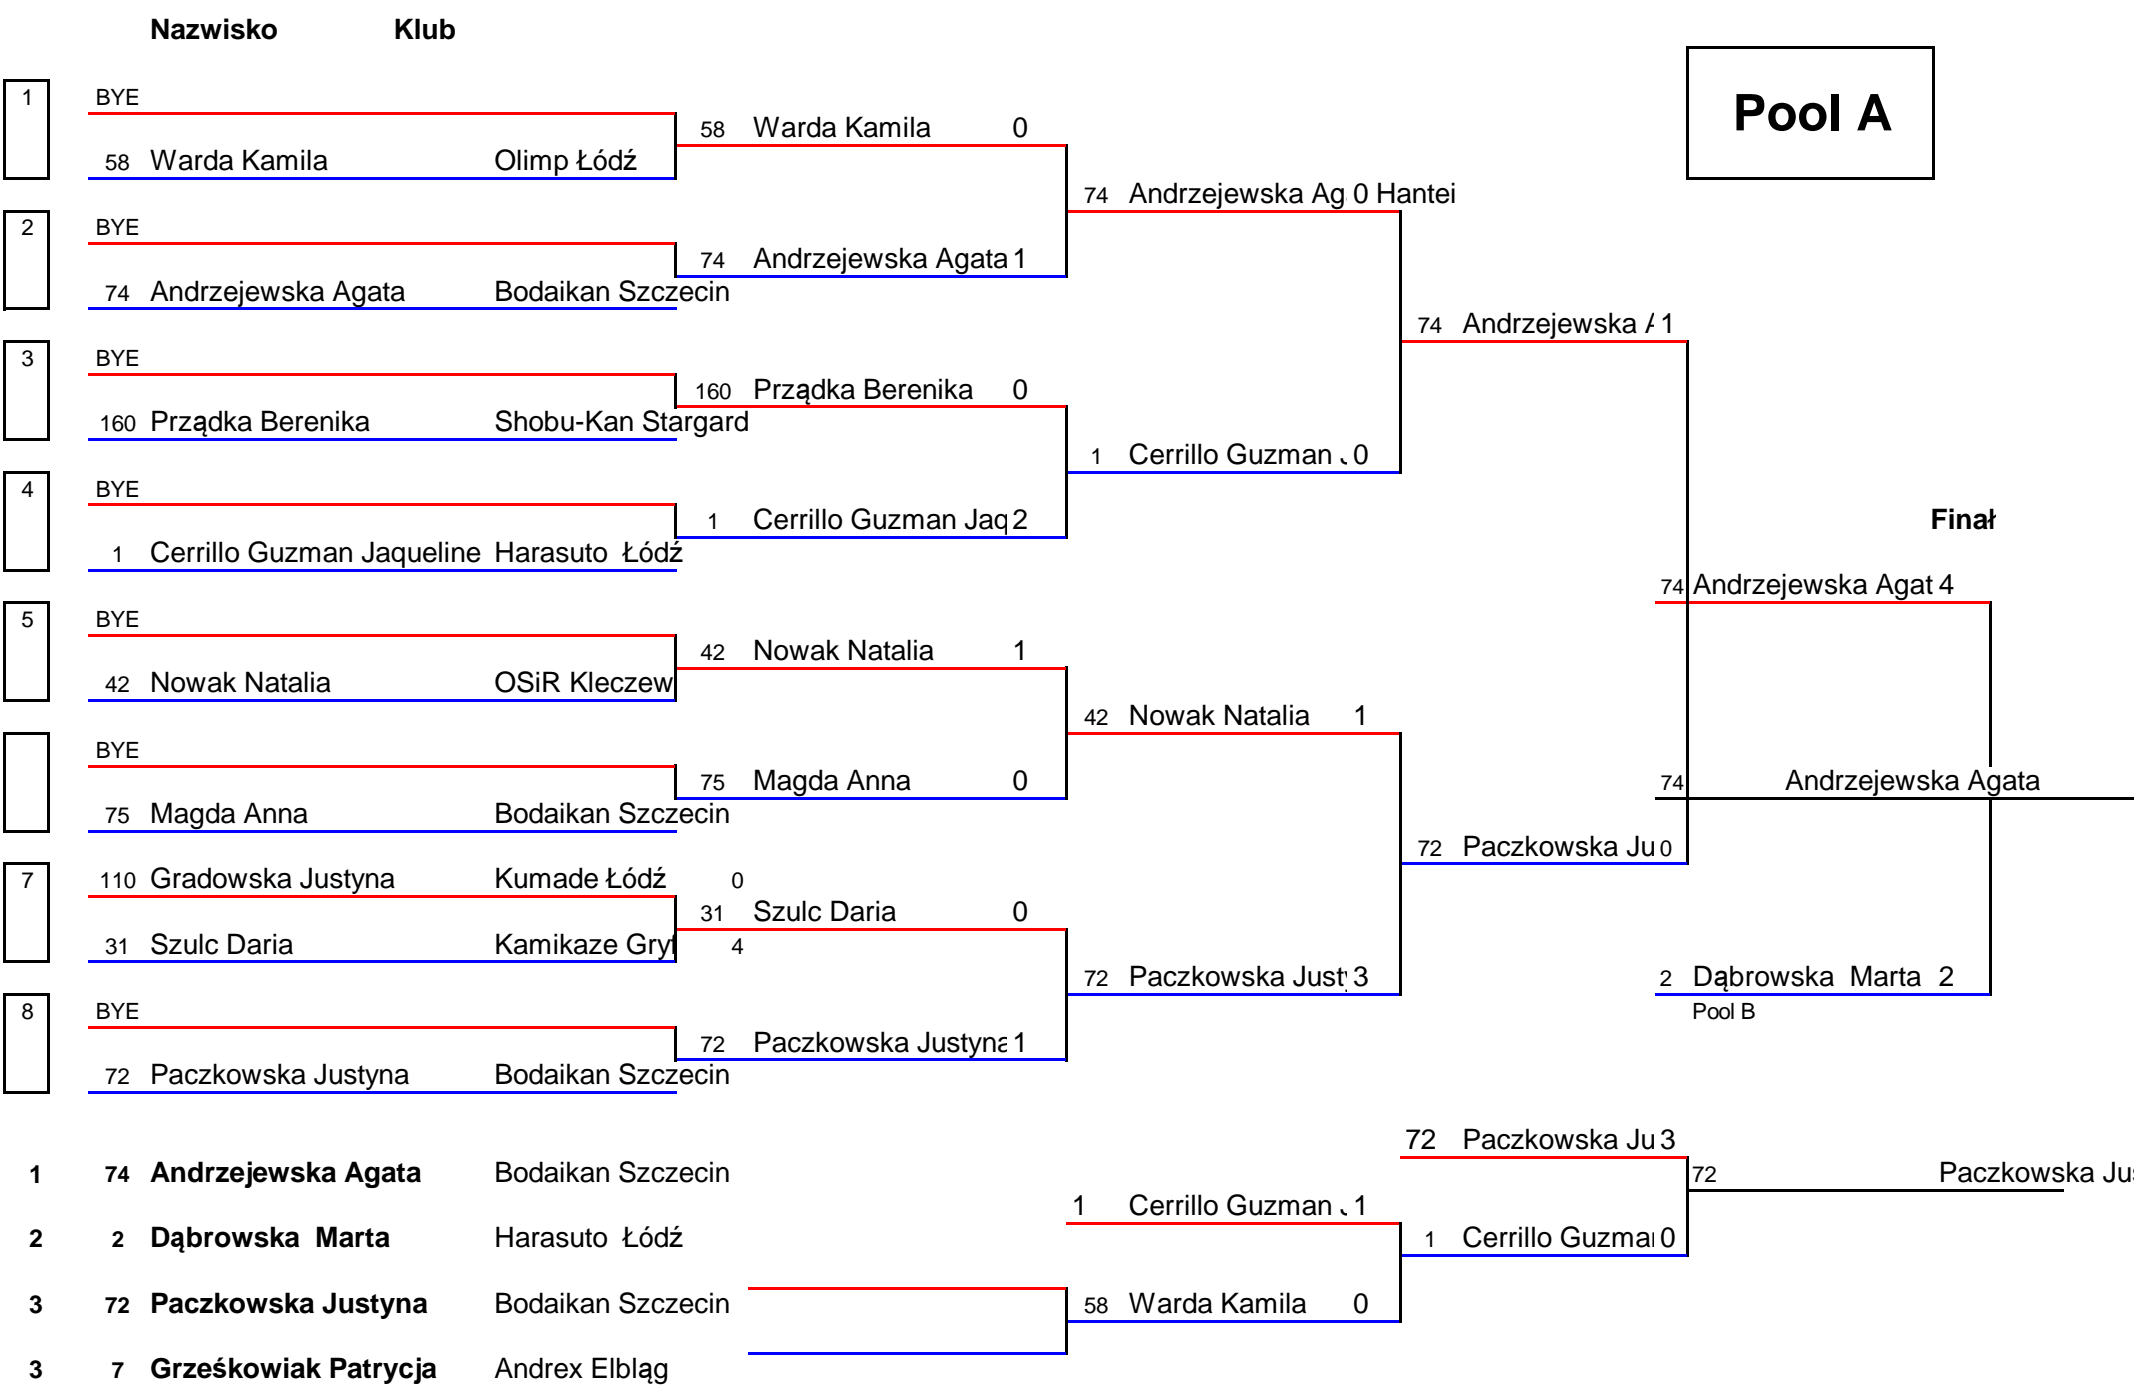 Nazwisko Klub
Pool A
1 BYE
58 Warda Kamila 0
58 Warda Kamila Olimp Łódź
74 Andrzejewska Ag 0 Hantei
2 BYE
74 Andrzejewska Agata 1
74 Andrzejewska Agata Bodaikan Szczecin
74 Andrzejewska 1
3 BYE
160 Prządka Berenika 0
160 Prządka Berenika Shobu-Kan Stargard
1 Cerrillo Guzman 0
4 BYE
1 Cerrillo Guzman Jaq 2
Finał
1 Cerrillo Guzman Jaqueline Harasuto Łódź
74 Andrzejewska Agat 4
5 BYE
42 Nowak Natalia 1
42 Nowak Natalia OSiR Kleczew
42 Nowak Natalia 1
BYE
75 Magda Anna 0
74 Andrzejewska Agata
75 Magda Anna Bodaikan Szczecin
72 Paczkowska Ju 0
7 110 Gradowska Justyna Kumade Łódź 0
31 Szulc Daria 0
31 Szulc Daria Kamikaze Gryf 4
72 Paczkowska Just 3
2 Dąbrowska Marta 2
Pool B
8 BYE
72 Paczkowska Justyna 1
72 Paczkowska Justyna Bodaikan Szczecin
72 Paczkowska Ju 3
1 74 Andrzejewska Agata Bodaikan Szczecin
72 Paczkowska Jus
1 Cerrillo Guzman 1
2 2 Dąbrowska Marta Harasuto Łódź
1 Cerrillo Guzma 0
3 72 Paczkowska Justyna Bodaikan Szczecin
58 Warda Kamila 0
3 7 Grześkowiak Patrycja Andrex Elbląg